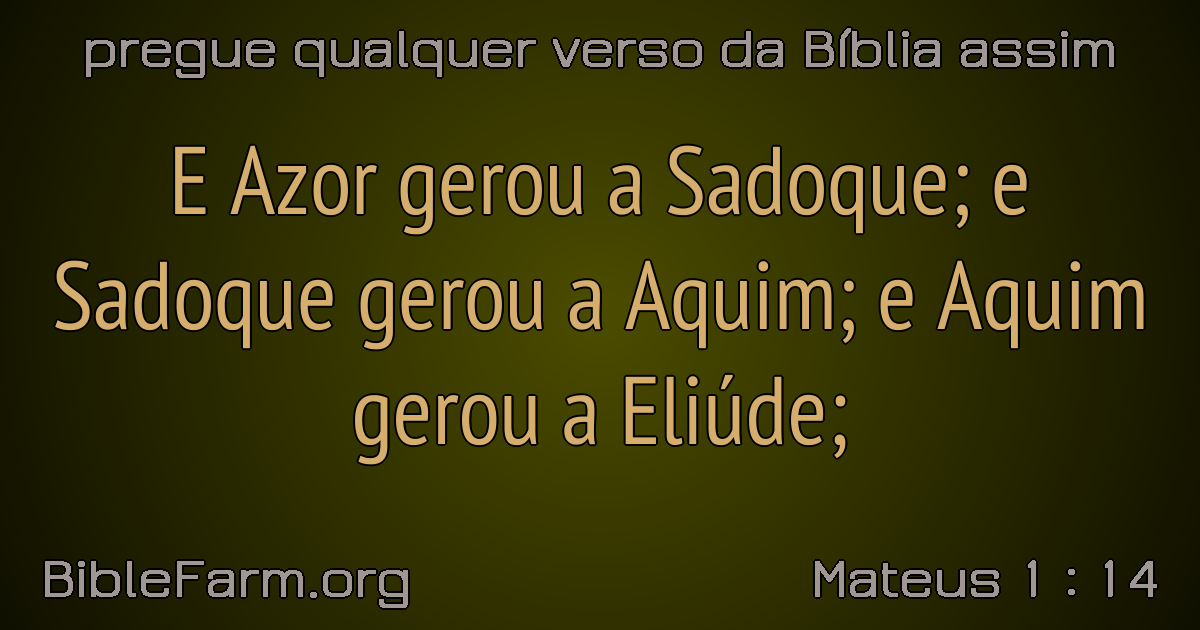 pregue qualquer verso da Bíblia assim
E Azor gerou a Sadoque; e
Sadoque gerou a Aquim; e Aquim
gerou a Eliúde;
BibleFarm.org
Mateus 1 : 14